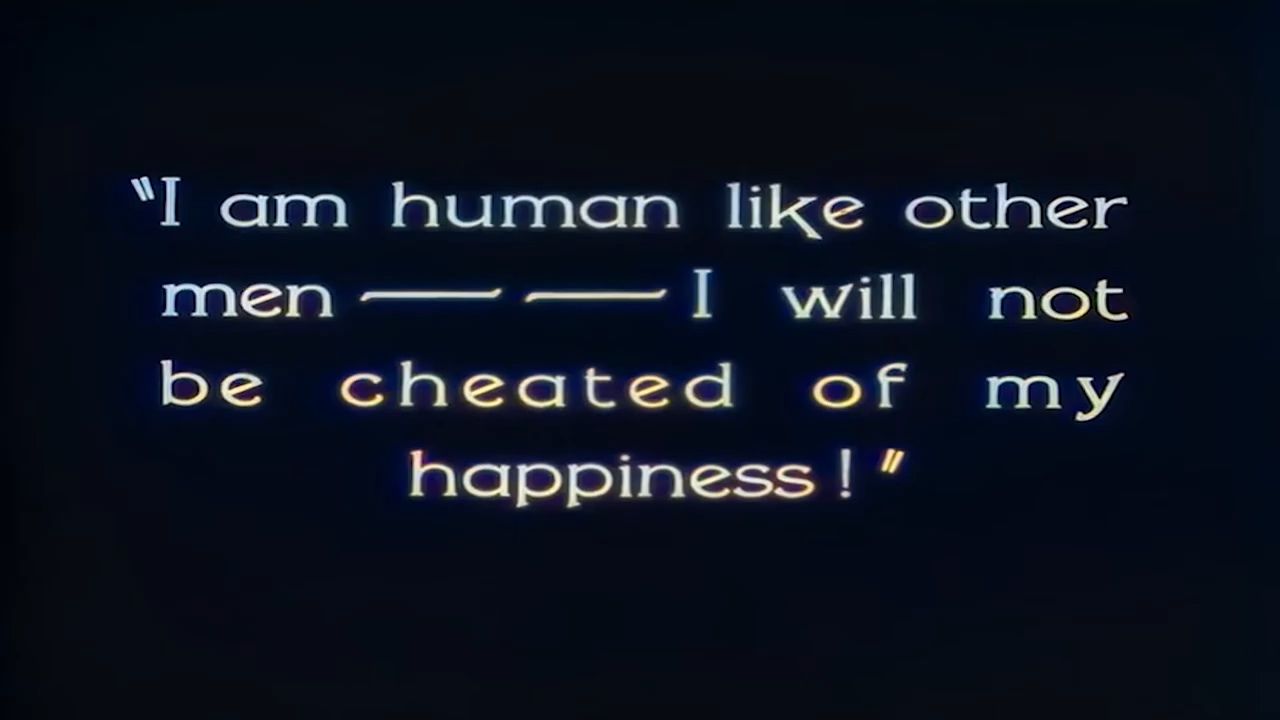 "I am human like other
men — — I will not
be cheated of my
happiness!"